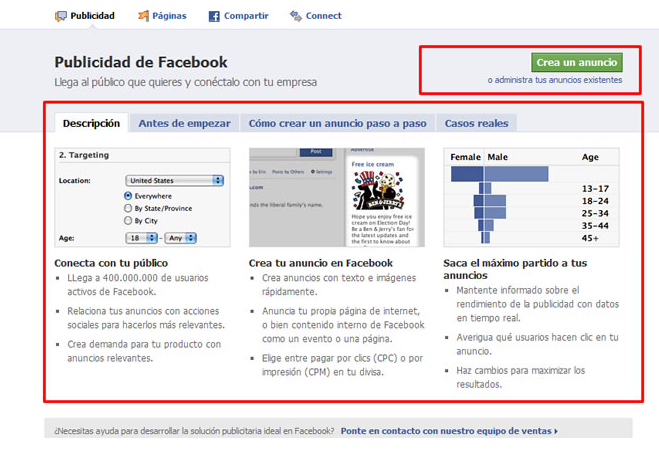 Publicidad Páginas Compartir Connect
Publicidad de Facebook
Llega al público que quieres y conéctalo con tu empresa
Crea un anuncio
o administra tus anuncios existentes
Descripción Antes de empezar Cómo crear un anuncio paso a paso Casos reales
2. Targeting
Location: United States
Everywhere
By State/Province
By City
Age: 18 - Any
Conecta con tu público
LLega a 400.000.000 de usuarios
activos de Facebook.
Relaciona tus anuncios con acciones
sociales para hacerlos más relevantes.
Crea demanda para tu producto con
anuncios relevantes.
Post
Posts by Others Settings
nds the liberal family's name.
Free ice cream
Hope you enjoy free
ice cream on Election
Day! Be a Ben & Jerry's fan for
the latest updates and
the first to know about
Crea tu anuncio en Facebook
Crea anuncios con texto e imágenes
rápidamente.
Anuncia tu propia página de internet,
o bien contenido interno de Facebook
como un evento o una página.
Elige entre pagar por clics (CPC) o por
impresión (CPM) en tu divisa.
Female Male Age
13-17
18-24
25-34
35-44
45+
Saca el máximo partido a tus
anuncios
Mantente informado sobre el
rendimiento de la publicidad con datos
en tiempo real.
Averigua qué usuarios hacen clic en tu
anuncio.
Haz cambios para maximizar los
resultados.
¿Necesitas ayuda para desarrollar la solución publicitaria ideal en Facebook? Ponte en contacto con nuestro equipo de ventas